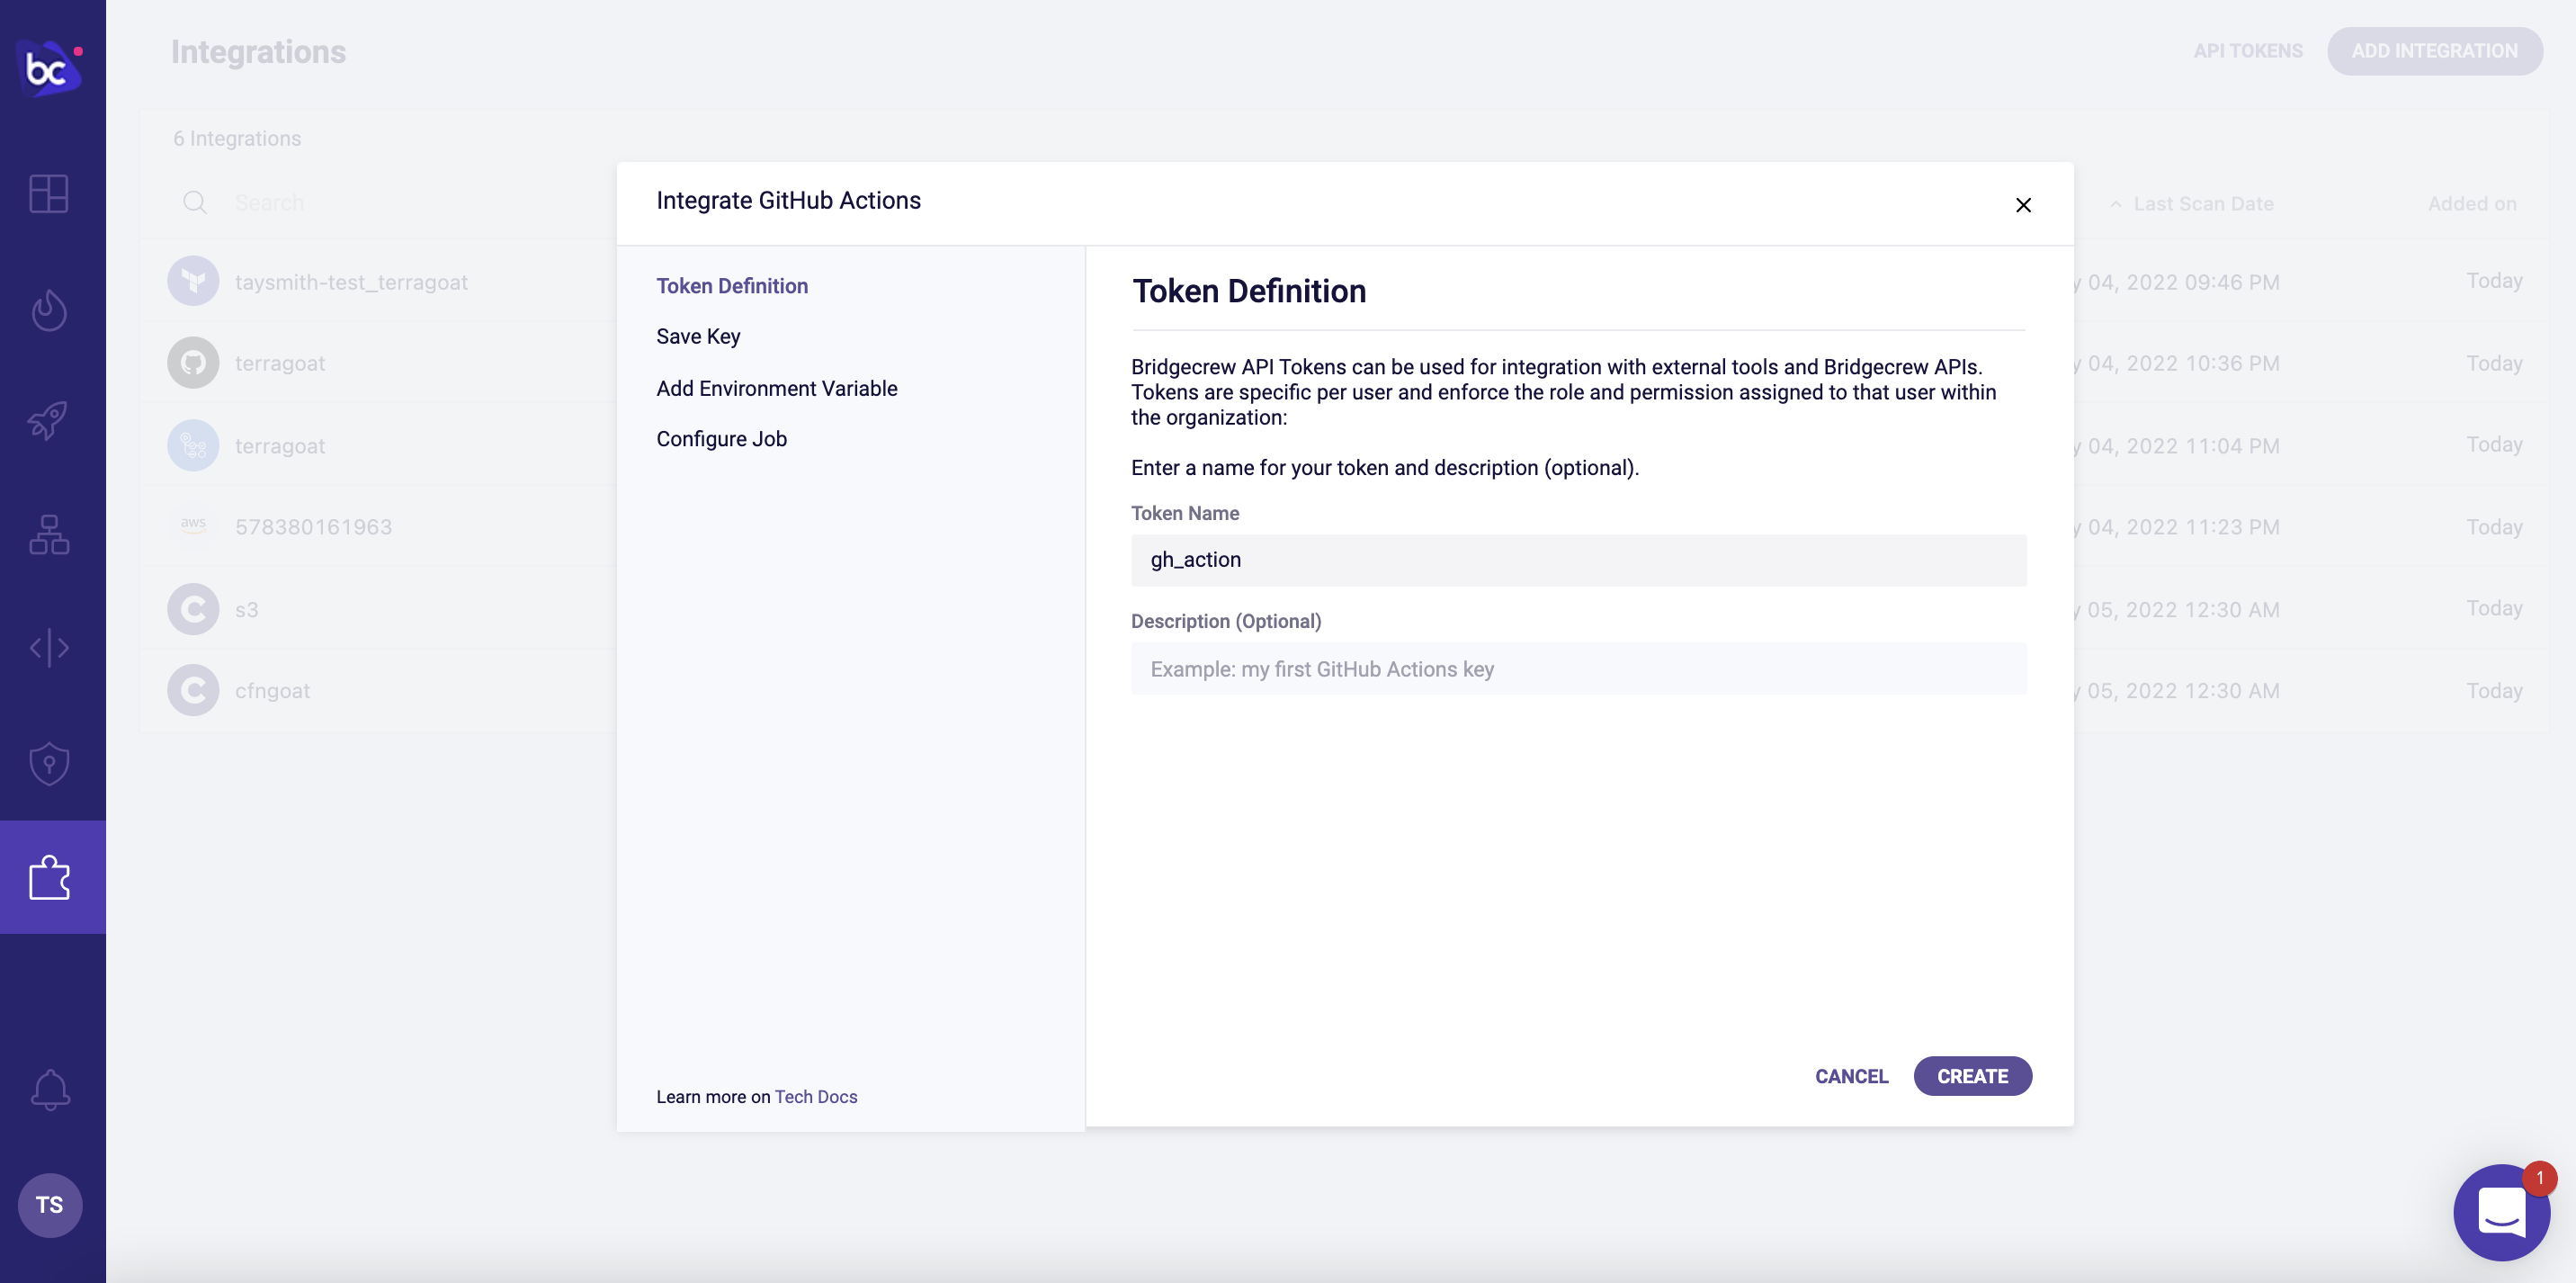 bc
Integrations
API TOKENS
ADD INTEGRATION
6 Integrations
Search
Last Scan Date
Added on
taysmith-test_terragoat
04, 2022 09:46 PM
Today
terragoat
04, 2022 10:36 PM
Today
terragoat
04, 2022 11:04 PM
Today
aws
578380161963
04, 2022 11:23 PM
Today
s3
05, 2022 12:30 AM
Today
cfngoat
05, 2022 12:30 AM
Today
Integrate GitHub Actions
Token Definition
Save Key
Add Environment Variable
Configure Job
Learn more on Tech Docs
Token Definition
Bridgecrew API Tokens can be used for integration with external tools and Bridgecrew APIs.
Tokens are specific per user and enforce the role and permission assigned to that user within
the organization:
Enter a name for your token and description (optional).
Token Name
gh_action
Description (Optional)
Example: my first GitHub Actions key
CANCEL
CREATE
TS
1